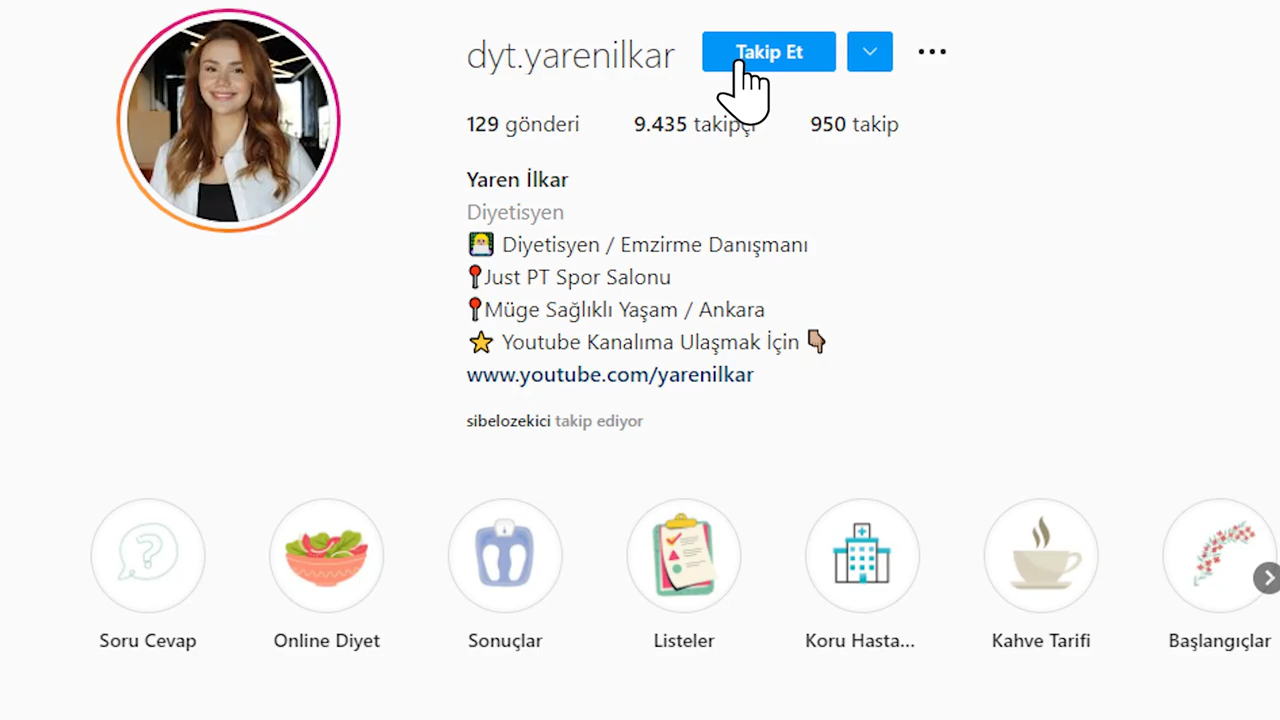 dyt.yarenilkar Takip Et
129 gönderi 9.435 takipçi 950 takip
Yaren İlkar
Diyetisyen
Diyetisyen / Emzirme Danışmanı
Just PT Spor Salonu
Müge Sağlıklı Yaşam / Ankara
Youtube Kanalıma Ulaşmak İçin
www.youtube.com/yarenilkar
sibelozekici takip ediyor
Soru Cevap Online Diyet Sonuçlar Listeler Koru Hasta... Kahve Tarifi Başlangıçlar